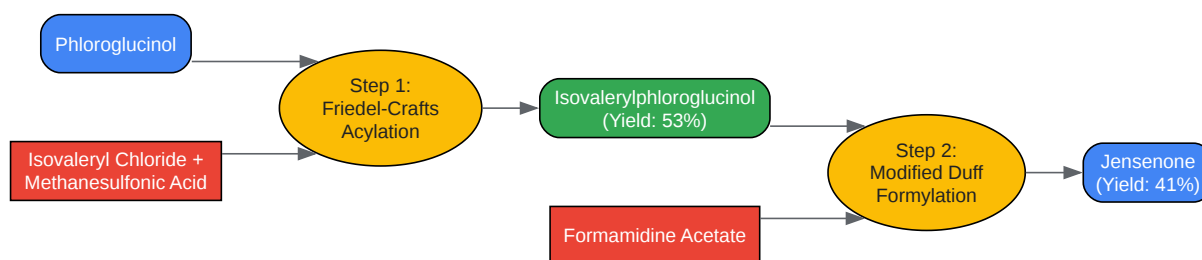 Phloroglucinol
Isovaleryl Chloride +
Methanesulfonic Acid
Step 1:
Friedel-Crafts
Acylation
Isovalerylphloroglucinol
(Yield: 53%)
Formamidine Acetate
Step 2:
Modified Duff
Formylation
Jensenone
(Yield: 41%)